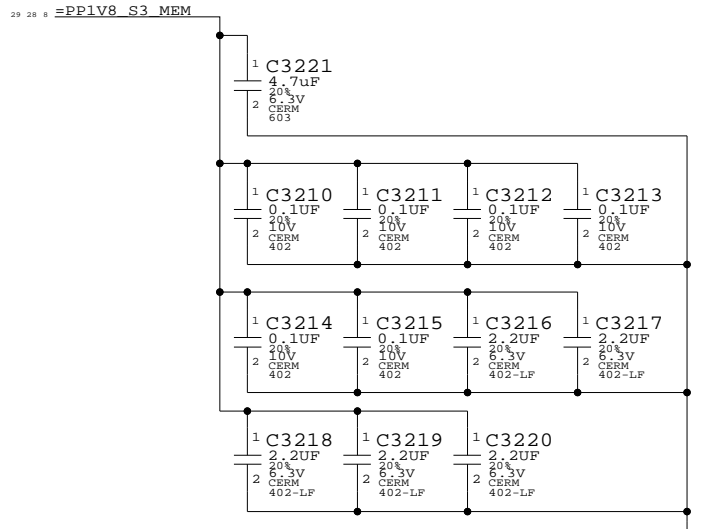 29 28 8 =PP1V8_S3_MEM
1 C3221
4.7uF
20%
6.3V
2 CERM
603
1 C3210
0.1UF
20%
10V
2 CERM
402
1 C3211
0.1UF
20%
10V
2 CERM
402
1 C3212
0.1UF
20%
10V
2 CERM
402
1 C3213
0.1UF
20%
10V
2 CERM
402
1 C3214
0.1UF
20%
10V
2 CERM
402
1 C3215
0.1UF
20%
10V
2 CERM
402
1 C3216
2.2UF
20%
6.3V
2 CERM
402-LF
1 C3217
2.2UF
20%
6.3V
2 CERM
402-LF
1 C3218
2.2UF
20%
6.3V
2 CERM
402-LF
1 C3219
2.2UF
20%
6.3V
2 CERM
402-LF
1 C3220
2.2UF
20%
6.3V
2 CERM
402-LF